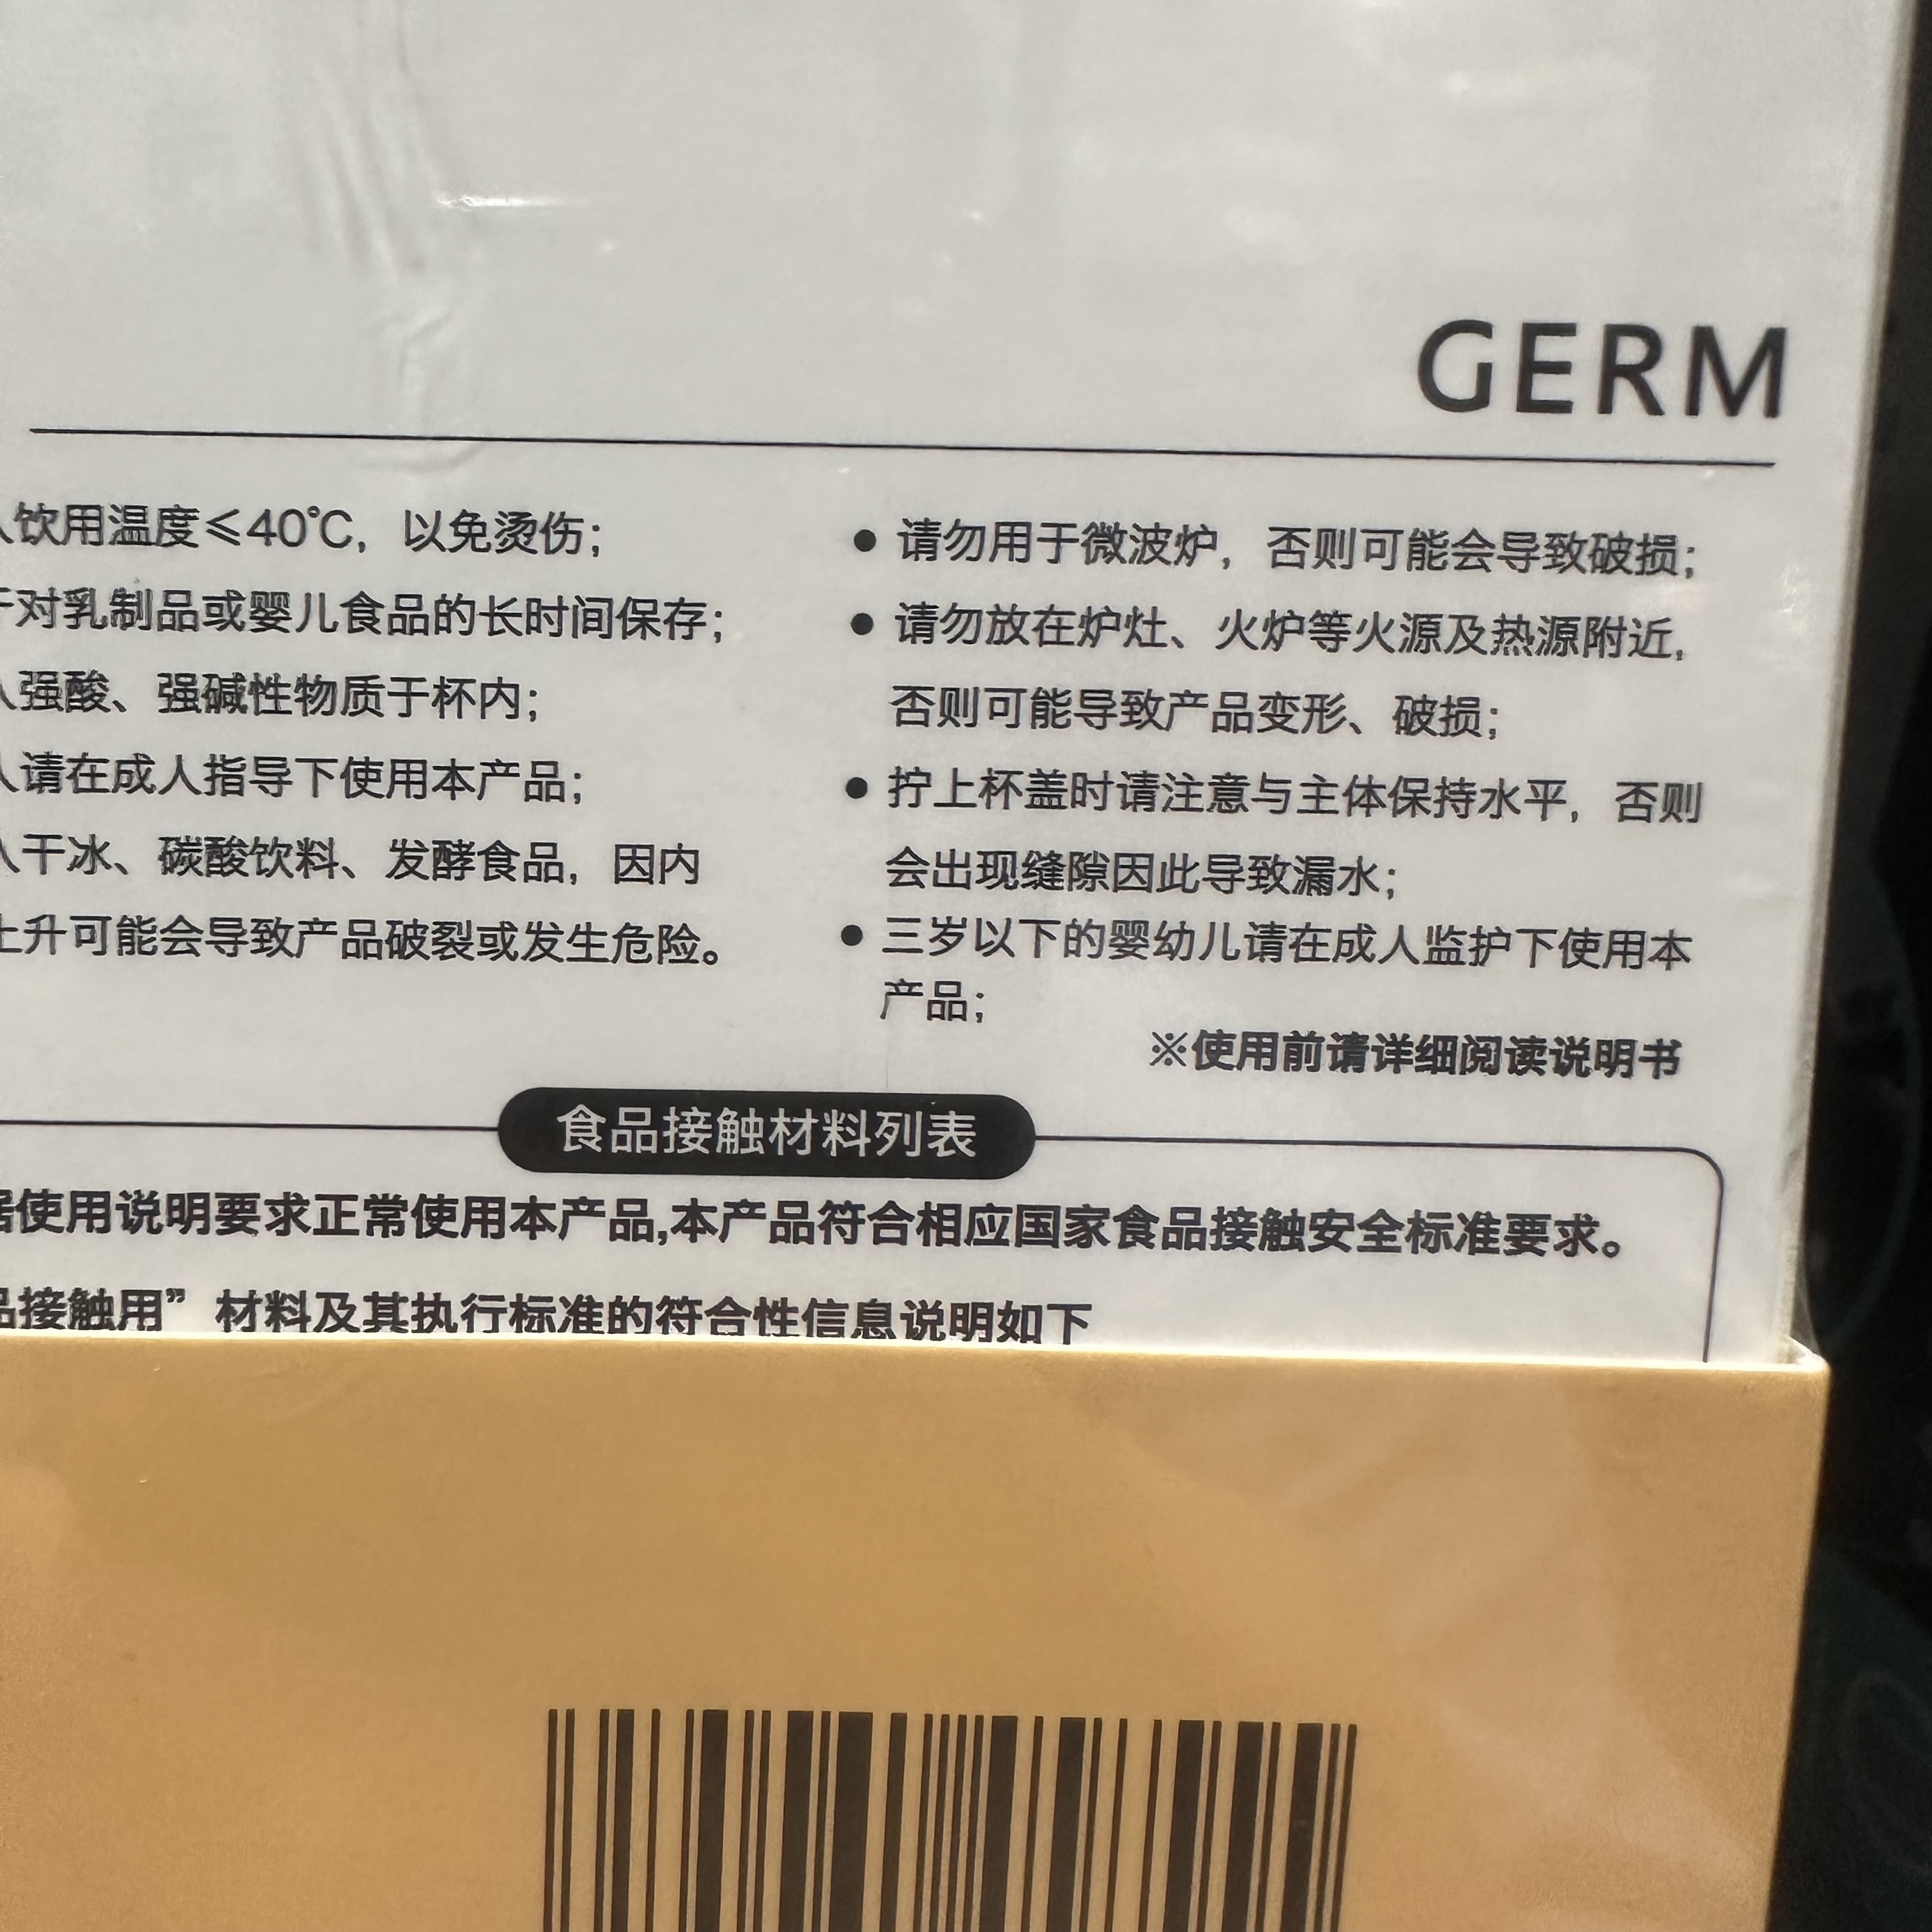 GERM
饮用温度≤40℃，以免烫伤；
对乳制品或婴儿食品的长时间保存；
强酸、强碱性物质于杯内；
请在成人指导下使用本产品；
干冰、碳酸饮料、发酵食品，因内
上升可能会导致产品破裂或发生危险。
● 请勿用于微波炉，否则可能会导致破损；
● 请勿放在炉灶、火炉等火源及热源附近，
否则可能导致产品变形、破损；
● 拧上杯盖时请注意与主体保持水平，否则
会出现缝隙因此导致漏水；
● 三岁以下的婴幼儿请在成人监护下使用本
产品；
※使用前请详细阅读说明书
食品接触材料列表
使用说明要求正常使用本产品,本产品符合相应国家食品接触安全标准要求。
品接触用”材料及其执行标准的符合性信息说明如下